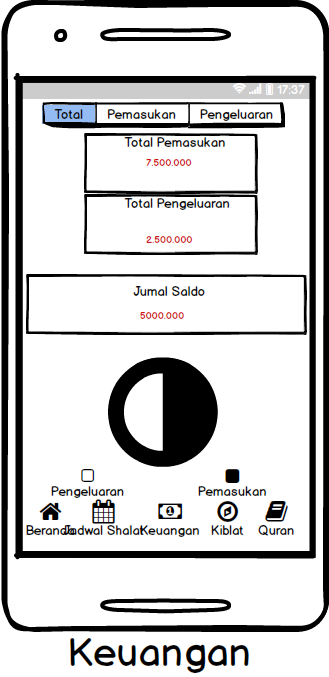 17:37
Total Pemasukan Pengeluaran
Total Pemasukan
7.500.000
Total Pengeluaran
2.500.000
Jumal Saldo
5000.000
Pengeluaran Pemasukan
Beranda Jadwal Shalat Keuangan Kiblat Quran
Keuangan